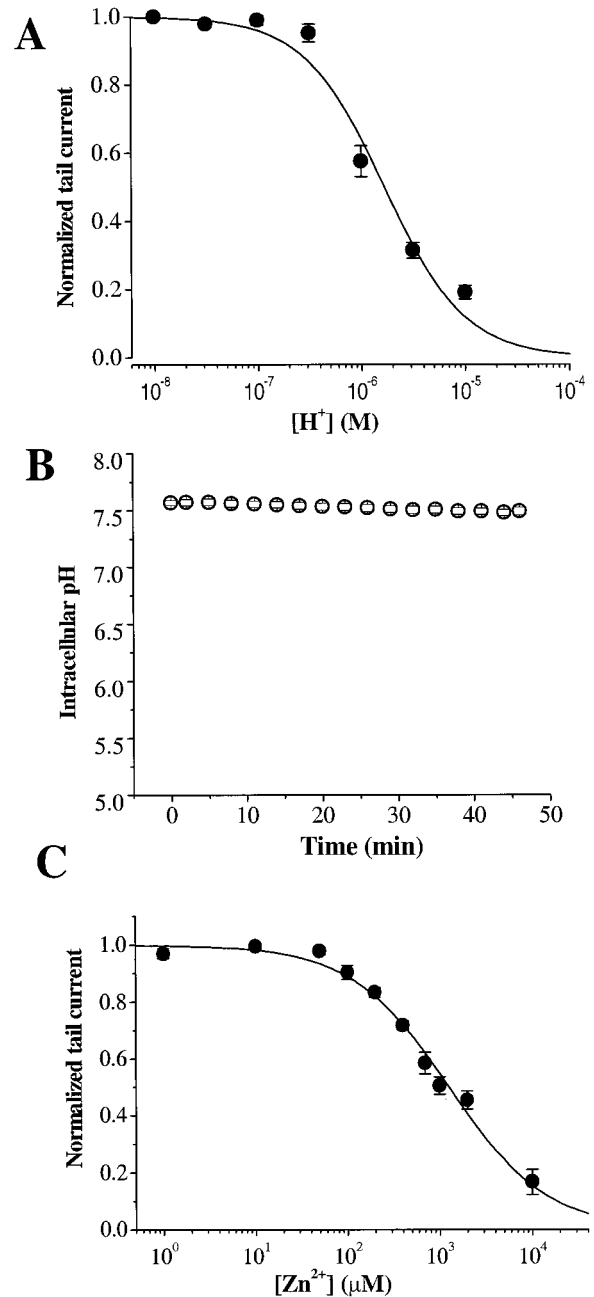 A
1.0
0.8
0.6
0.4
0.2
0.0
Normalized tail current
10⁻⁸ 10⁻⁷ 10⁻⁶ 10⁻⁵ 10⁻⁴
[H⁺] (M)
B
8.0
7.5
7.0
6.5
6.0
5.5
5.0
Intracellular pH
0 10 20 30 40 50
Time (min)
C
1.0
0.8
0.6
0.4
0.2
0.0
Normalized tail current
10⁰ 10¹ 10² 10³ 10⁴
[Zn²⁺] (μM)